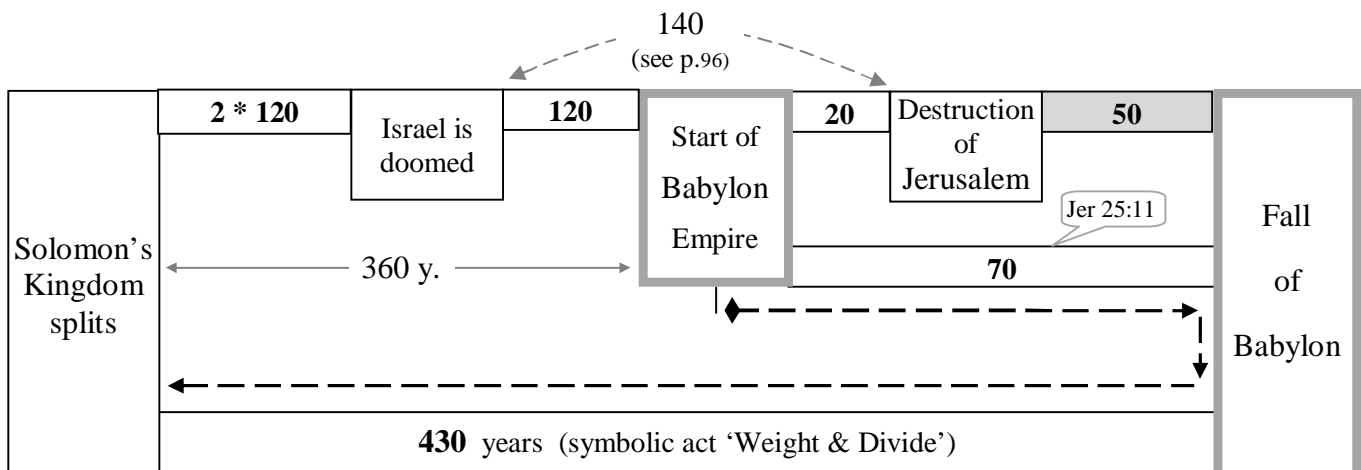 140
(see p.96)
2 * 120
Israel is
doomed
120
Start of
Babylon
Empire
20
Destruction
of
Jerusalem
50
Jer 25:11
Solomon’s
Kingdom
splits
360 y.
70
Fall
of
Babylon
430 years (symbolic act ‘Weight & Divide’)